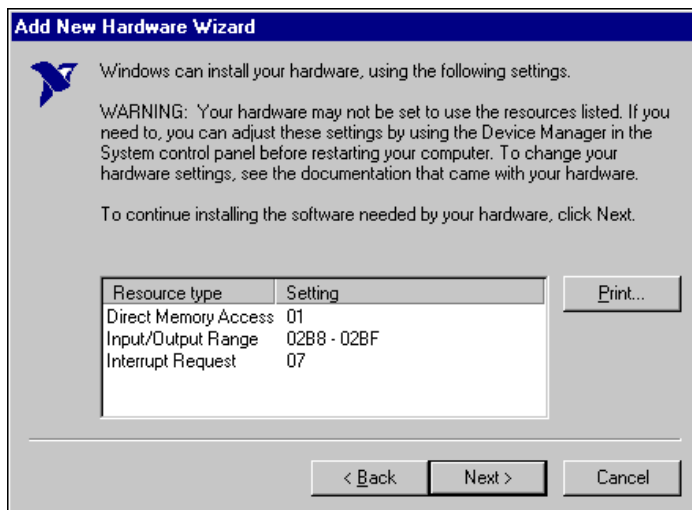 Add New Hardware Wizard
Windows can install your hardware, using the following settings.
WARNING: Your hardware may not be set to use the resources listed. If you
need to, you can adjust these settings by using the Device Manager in the
System control panel before restarting your computer. To change your
hardware settings, see the documentation that came with your hardware.
To continue installing the software needed by your hardware, click Next.
Resource type Setting
Direct Memory Access 01
Input/Output Range 02B8 - 02BF
Interrupt Request 07
Print...
< Back Next > Cancel